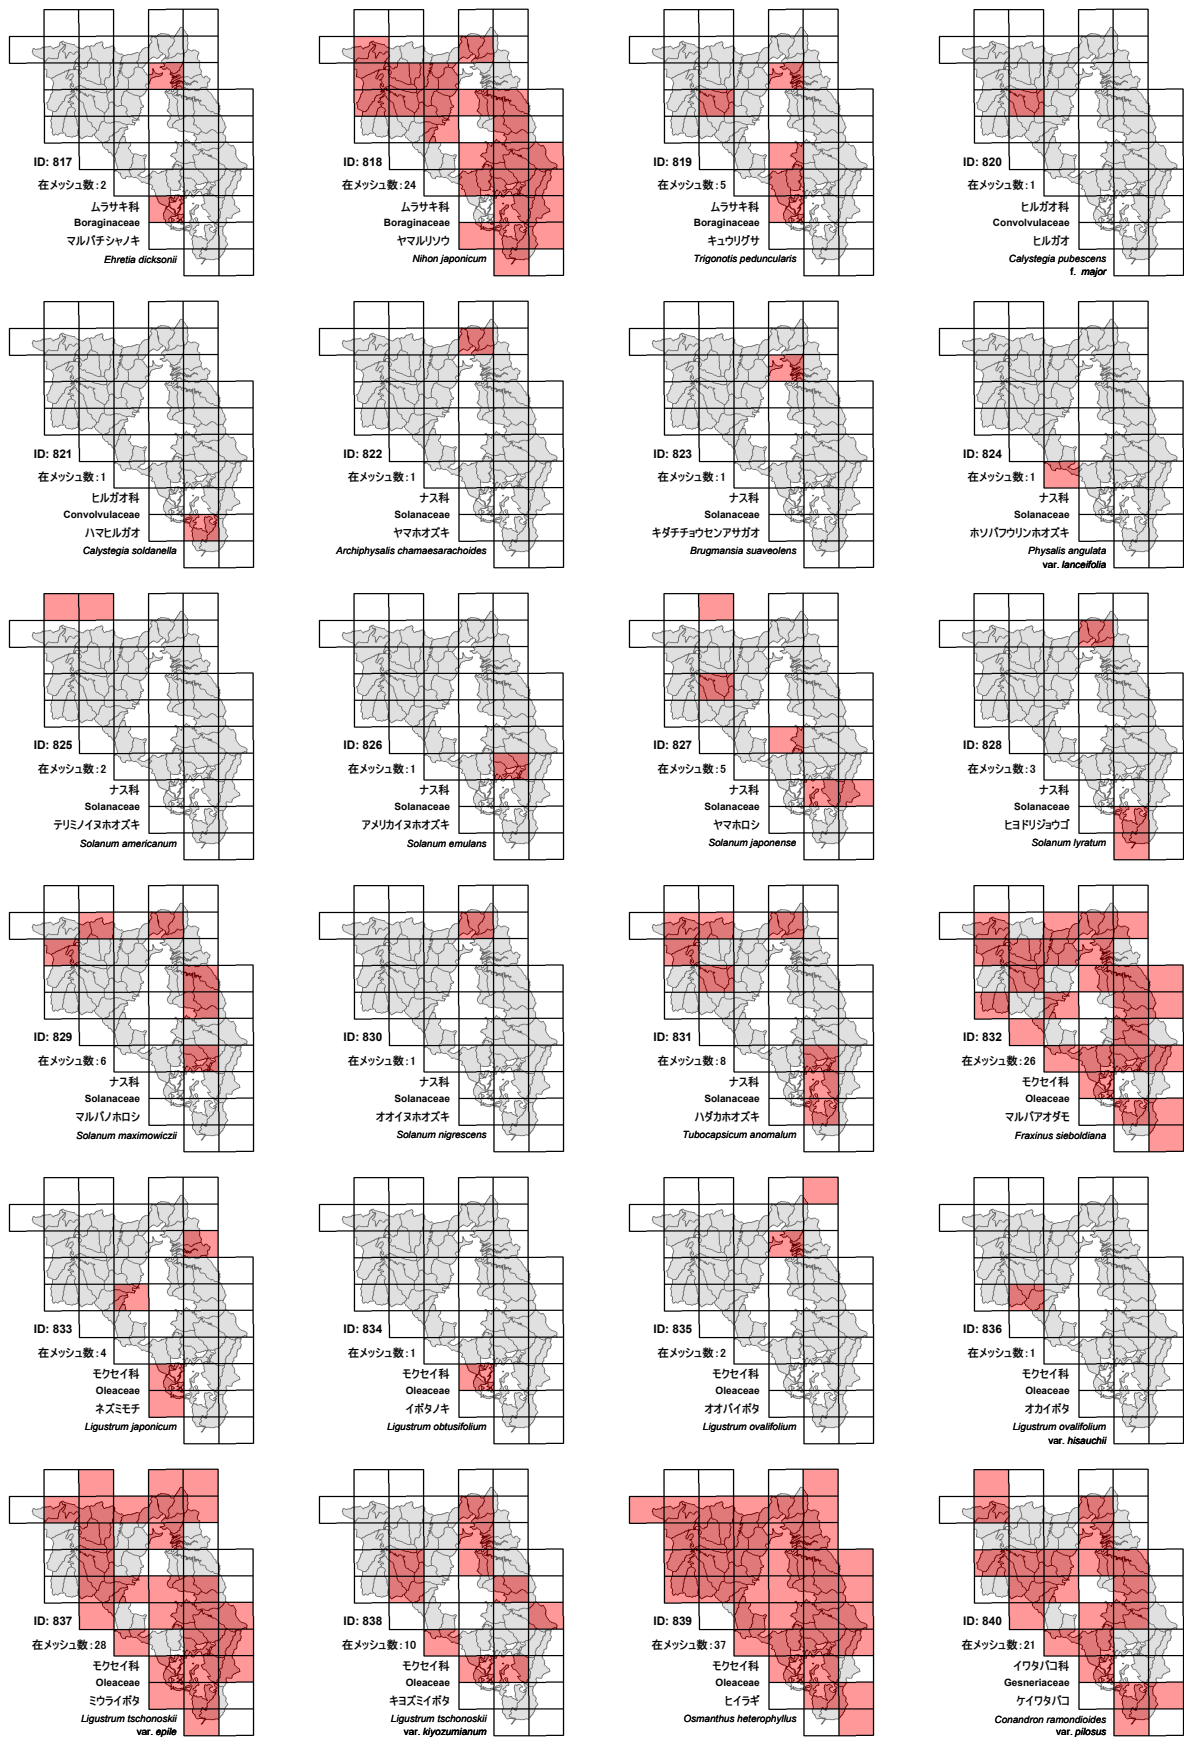 ID: 817
在メッシュ数:2
ムラサキ科
Boraginaceae
マルバチシャノキ
Ehretia dicksonii
ID: 818
在メッシュ数:24
ムラサキ科
Boraginaceae
ヤマルリソウ
Nihon japonicum
ID: 819
在メッシュ数:5
ムラサキ科
Boraginaceae
キュウリグサ
Trigonotis peduncularis
ID: 820
在メッシュ数:1
ヒルガオ科
Convolvulaceae
ヒルガオ
Calystegia pubescens
f. major
ID: 821
在メッシュ数:1
ヒルガオ科
Convolvulaceae
ハマヒルガオ
Calystegia soldanella
ID: 822
在メッシュ数:1
ナス科
Solanaceae
ヤマホオズキ
Archiphysalis chamaesarachoides
ID: 823
在メッシュ数:1
ナス科
Solanaceae
キダチチョウセンアサガオ
Brugmansia suaveolens
ID: 824
在メッシュ数:1
ナス科
Solanaceae
ホソバフウリンホオズキ
Physalis angulata
var. lanceifolia
ID: 825
在メッシュ数:2
ナス科
Solanaceae
テリミノイヌホオズキ
Solanum americanum
ID: 826
在メッシュ数:1
ナス科
Solanaceae
アメリカイヌホオズキ
Solanum emulans
ID: 827
在メッシュ数:5
ナス科
Solanaceae
ヤマホロシ
Solanum japonense
ID: 828
在メッシュ数:3
ナス科
Solanaceae
ヒヨドリジョウゴ
Solanum lyratum
ID: 829
在メッシュ数:6
ナス科
Solanaceae
マルバノホロシ
Solanum maximowiczii
ID: 830
在メッシュ数:1
ナス科
Solanaceae
オオイヌホオズキ
Solanum nigrescens
ID: 831
在メッシュ数:8
ナス科
Solanaceae
ハダカホオズキ
Tubocapsicum anomalum
ID: 832
在メッシュ数:26
モクセイ科
Oleaceae
マルバアオダモ
Fraxinus sieboldiana
ID: 833
在メッシュ数:4
モクセイ科
Oleaceae
ネズミモチ
Ligustrum japonicum
ID: 834
在メッシュ数:1
モクセイ科
Oleaceae
イボタノキ
Ligustrum obtusifolium
ID: 835
在メッシュ数:2
モクセイ科
Oleaceae
オオバイボタ
Ligustrum ovalifolium
ID: 836
在メッシュ数:1
モクセイ科
Oleaceae
オカイボタ
Ligustrum ovalifolium
var. hisauchii
ID: 837
在メッシュ数:28
モクセイ科
Oleaceae
ミウライボタ
Ligustrum tschonoskii
var. epile
ID: 838
在メッシュ数:10
モクセイ科
Oleaceae
キヨズミイボタ
Ligustrum tschonoskii
var. kiyozumianum
ID: 839
在メッシュ数:37
モクセイ科
Oleaceae
ヒイラギ
Osmanthus heterophyllus
ID: 840
在メッシュ数:21
イワタバコ科
Gesneriaceae
ケイワタバコ
Conandron ramondioides
var. pilosus